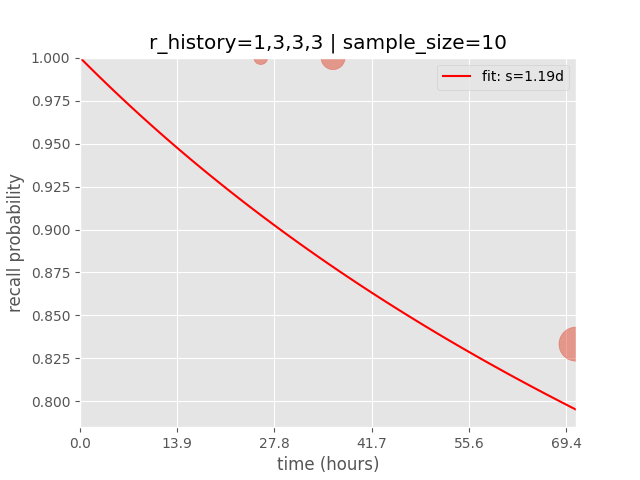 r_history=1,3,3,3 | sample_size=10
fit: s=1.19d
1.000
0.975
0.950
0.925
0.900
0.875
0.850
0.825
0.800
recall probability
0.0 13.9 27.8 41.7 55.6 69.4
time (hours)